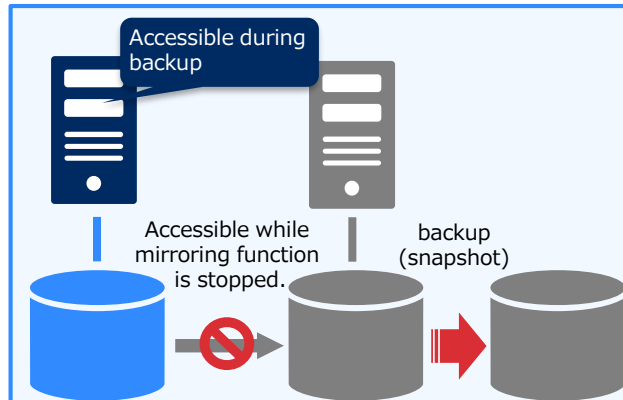 Accessible during
backup
Accessible while
mirroring function
is stopped.
backup
(snapshot)